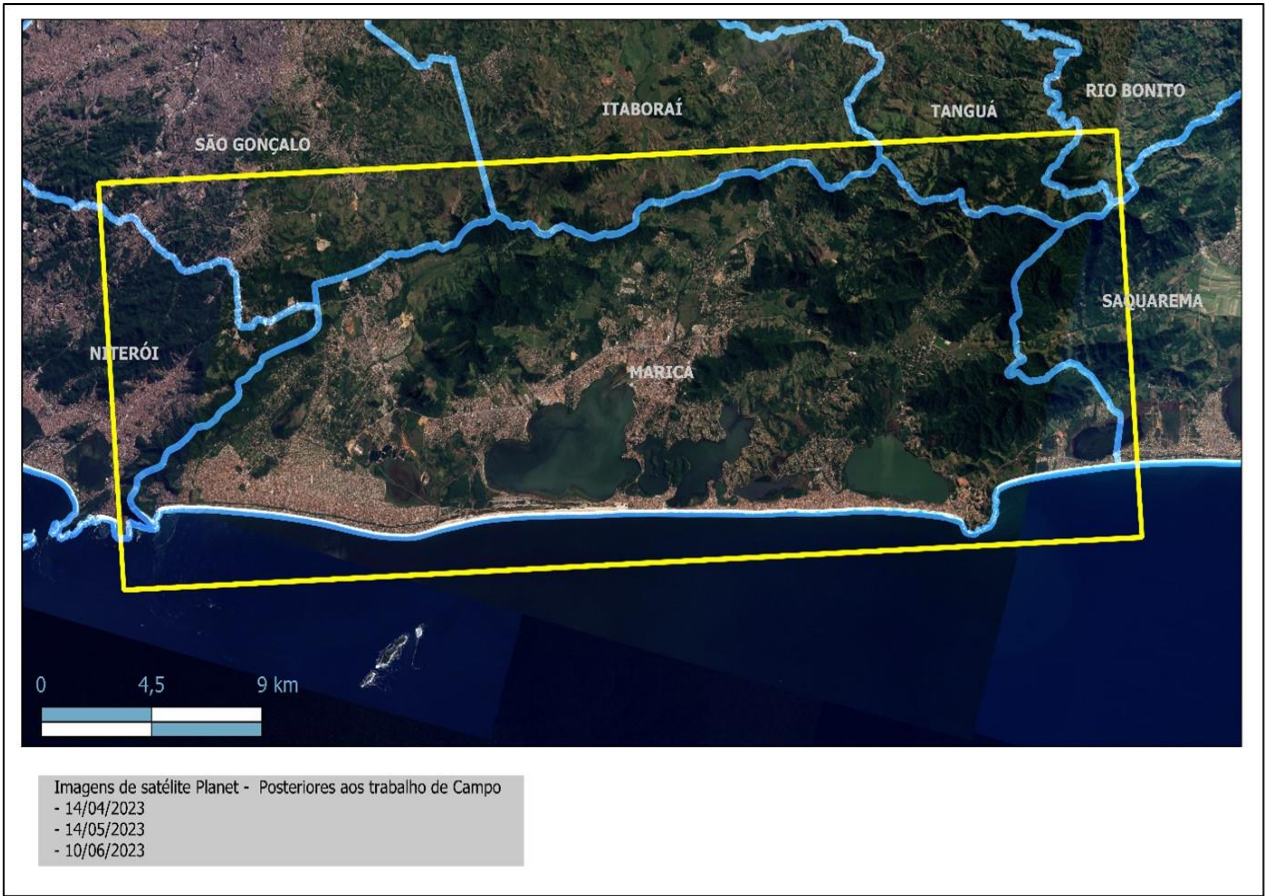 RIO BONITO
ITABORAÍ
TANGUÁ
SÃO GONÇALO
SAQUAREMA
NITERÓI
MARICÁ
0 4,5 9 km
Imagens de satélite Planet - Posteriores aos trabalho de Campo
- 14/04/2023
- 14/05/2023
- 10/06/2023